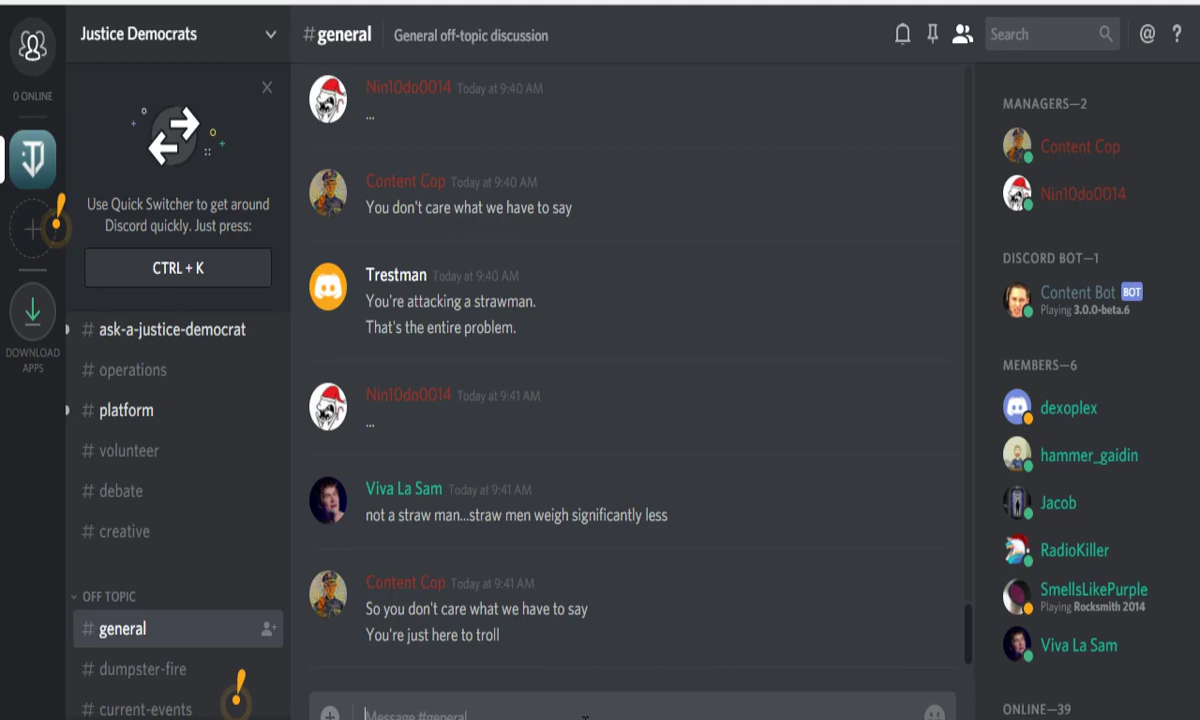 0 ONLINE
DOWNLOAD
APPS
Justice Democrats
Use Quick Switcher to get around
Discord quickly. Just press:
CTRL + K
# ask-a-justice-democrat
# operations
# platform
# volunteer
# debate
# creative
OFF TOPIC
# general
# dumpster-fire
# current-events
#general
General off-topic discussion
Search
@ ?
Nin10do0014 Today at 9:40 AM
...
Content Cop Today at 9:40 AM
You don't care what we have to say
Trestman Today at 9:40 AM
You're attacking a strawman.
That's the entire problem.
Nin10do0014 Today at 9:41 AM
...
Viva La Sam Today at 9:41 AM
not a straw man...straw men weigh significantly less
Content Cop Today at 9:41 AM
So you don't care what we have to say
You're just here to troll
Message #general
MANAGERS—2
Content Cop
Nin10do0014
DISCORD BOT—1
Content Bot BOT
Playing 3.0.0-beta.6
MEMBERS—6
dexoplex
hammer_gaidin
Jacob
RadioKiller
SmellsLikePurple
Playing Rocksmith 2014
Viva La Sam
ONLINE—39